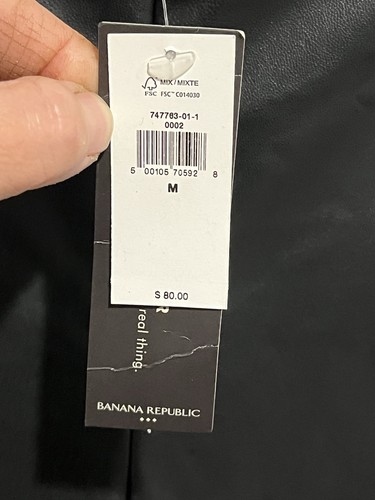 MIX/MIXTE
FSC FSC™ C014030
747763-01-1
0002
5 00105 70592 8
M
S 80.00
R
real thing.
BANANA REPUBLIC